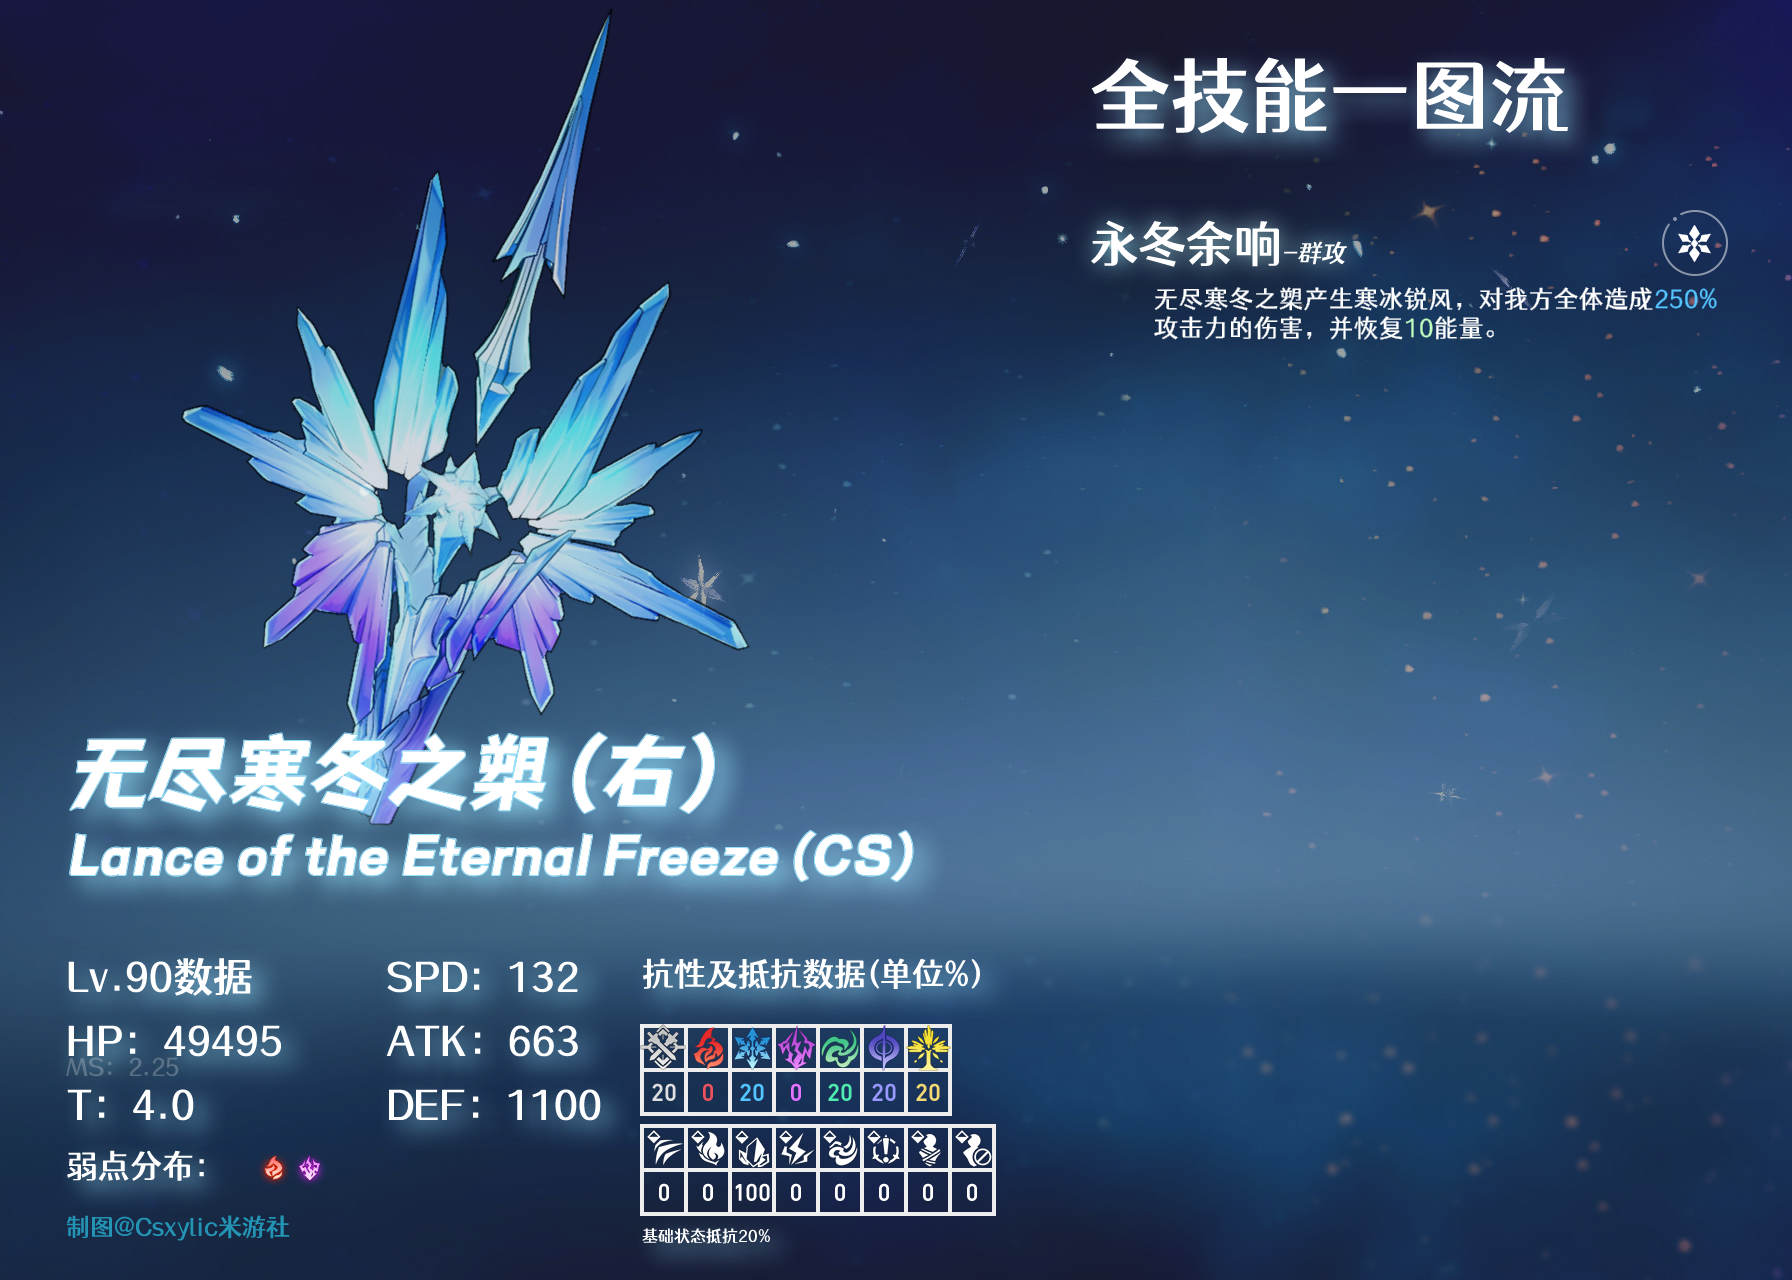 全技能一图流
永冬余响-群攻
无尽寒冬之槊产生寒冰锐风，对我方全体造成250%
攻击力的伤害，并恢复10能量。
无尽寒冬之槊（右）
Lance of the Eternal Freeze (CS)
Lv.90数据
SPD：132
HP：49495
ATK：663
MS：2.25
T：4.0
DEF：1100
弱点分布：
制图@Csxylic米游社
抗性及抵抗数据(单位%)
20 0 20 0 20 20 20
0 0 100 0 0 0 0 0
基础状态抵抗20%